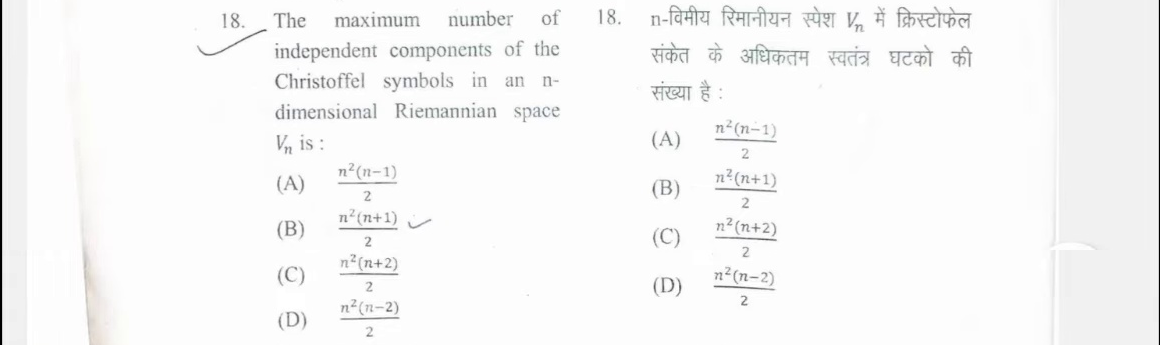 18. The maximum number of
independent components of the
Christoffel symbols in an n-
dimensional Riemannian space
Vₙ is :
(A) n²(n−1)/2
(B) n²(n+1)/2
(C) n²(n+2)/2
(D) n²(n−2)/2
18. n-विमीय रिमानीयन स्पेश Vₙ में क्रिस्टोफेल
संकेत के अधिकतम स्वतंत्र घटको की
संख्या है :
(A) n²(n−1)/2
(B) n²(n+1)/2
(C) n²(n+2)/2
(D) n²(n−2)/2